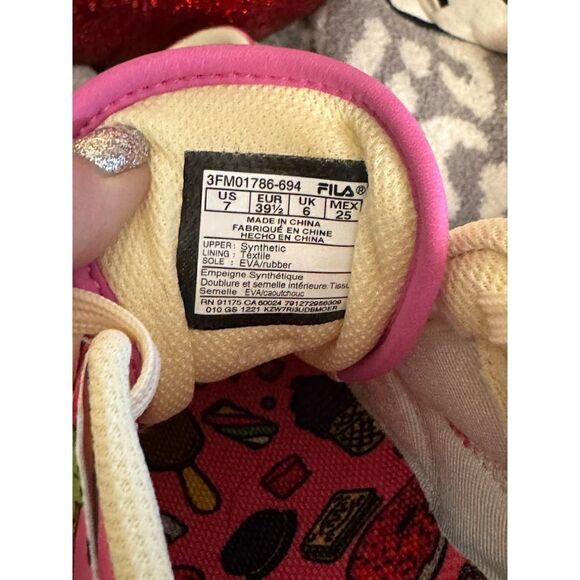 3FM01786-694 FILA®
US EUR UK MEX
7 39½ 6 25
MADE IN CHINA
FABRIQUÉ EN CHINE
HECHO EN CHINA
UPPER: Synthetic
LINING: Textile
SOLE: EVA/rubber
Empeigne Synthétique
Doublure et semelle intérieure: Tissu
Semelle EVA/caoutchouc
RN 91175 CA 60024 791272956309
010 GS 1221 KZW7RI3UDBMOER